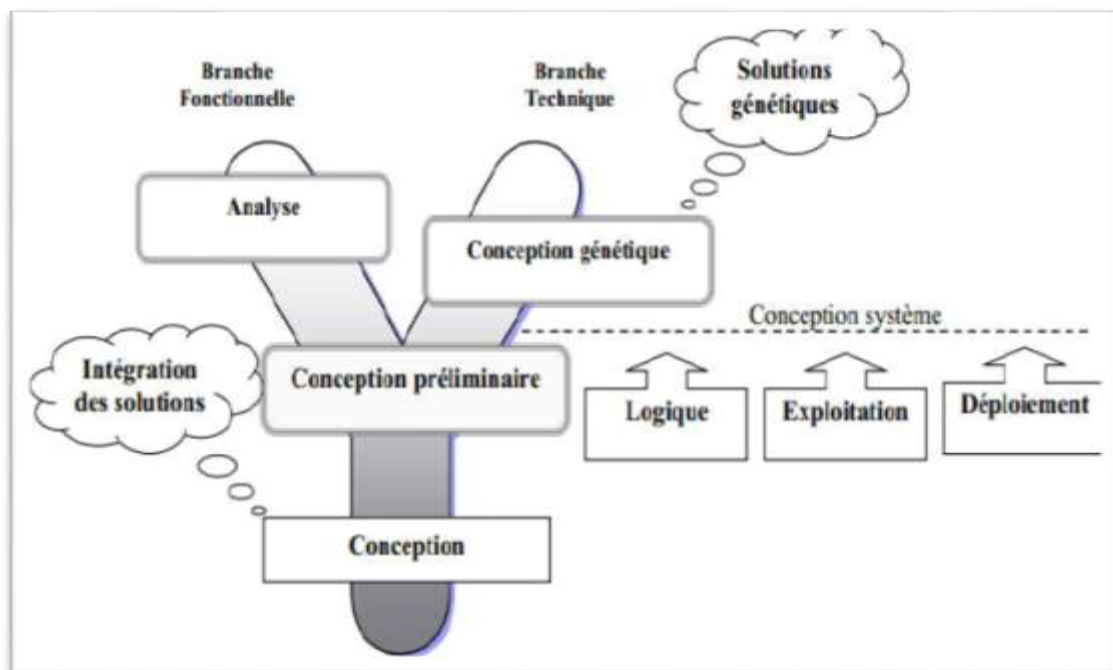 Branche
Fonctionnelle
Branche
Technique
Solutions
génétiques
Analyse
Conception génétique
Conception système
Intégration
des solutions
Conception préliminaire
Logique
Exploitation
Déploiement
Conception